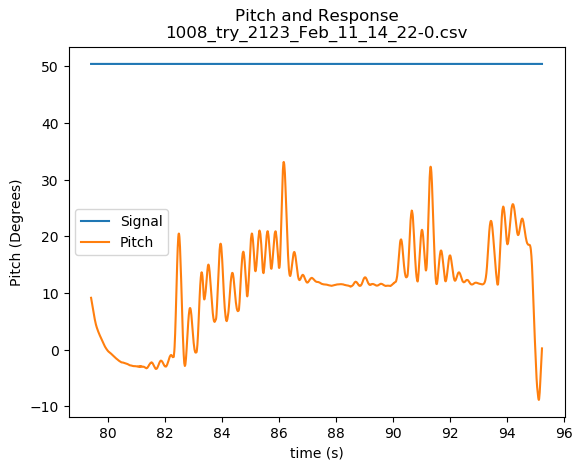 Pitch and Response
1008_try_2123_Feb_11_14_22-0.csv
Pitch (Degrees)
50
40
30
20
10
0
−10
Signal
Pitch
80
82
84
86
88
90
92
94
96
time (s)